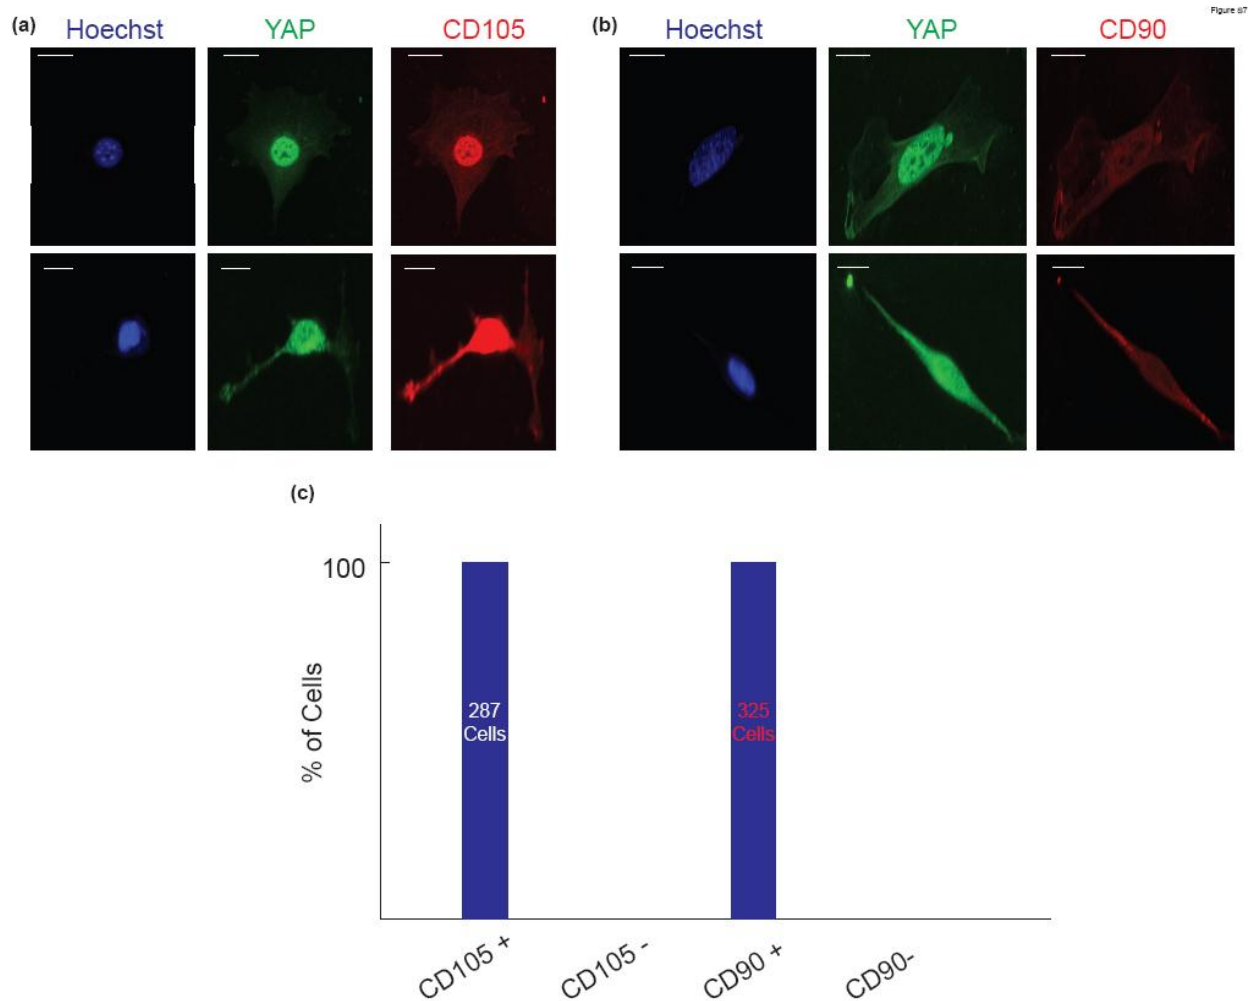 Figure s7
(a) Hoechst YAP CD105
(b) Hoechst YAP CD90
(c)
100
% of Cells
287
Cells
325
Cells
CD105 +
CD105 -
CD90 +
CD90-